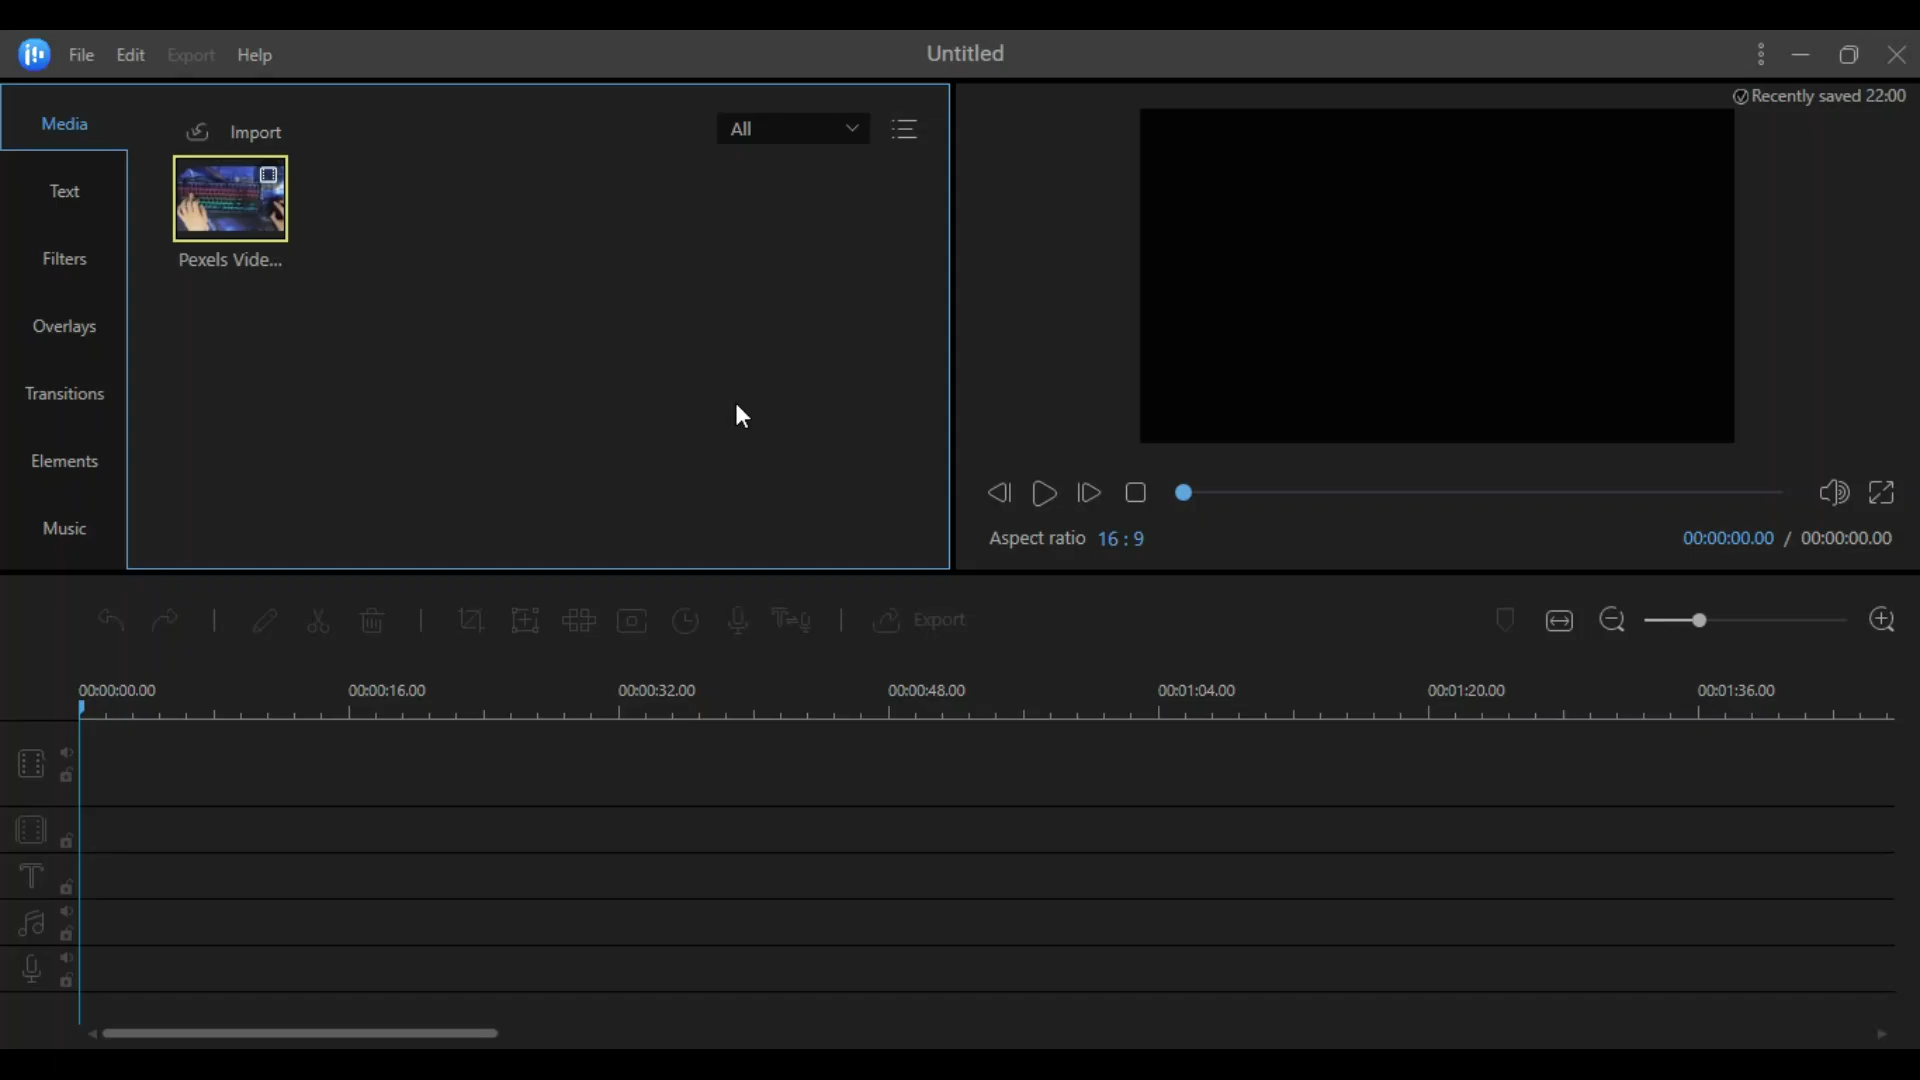 File Edit Export Help
Untitled
Recently saved 22:00
Media
Text
Filters
Overlays
Transitions
Elements
Music
Import
All
Pexels Vide...
Aspect ratio 16 : 9
00:00:00.00 / 00:00:00.00
Export
00:00:00.00 00:00:16.00 00:00:32.00 00:00:48.00 00:01:04.00 00:01:20.00 00:01:36.00